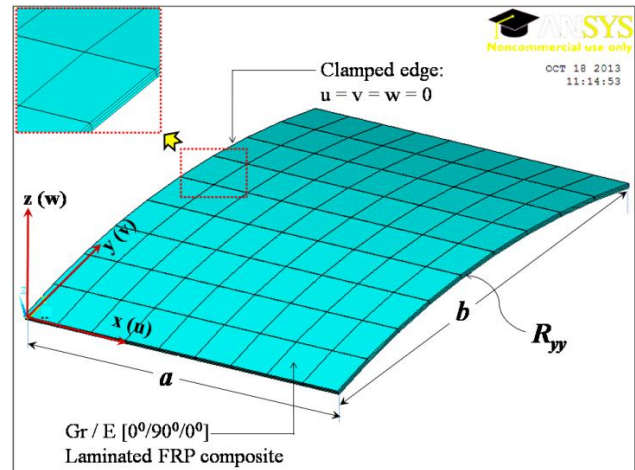 ANSYS
Noncommercial use only
OCT 18 2013
11:14:53
Clamped edge:
u = v = w = 0
z (w)
y (v)
x (u)
a
b
R_yy
Gr / E [0⁰/90⁰/0⁰]
Laminated FRP composite